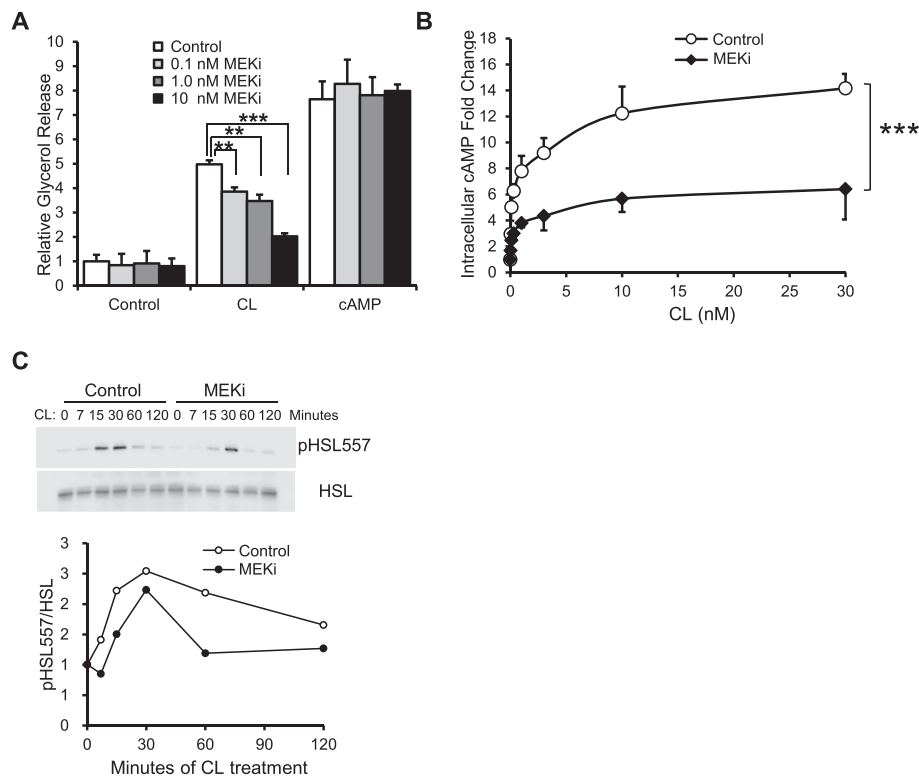 A
Relative Glycerol Release
10
9
8
7
6
5
4
3
2
1
0
Control
0.1 nM MEKi
1.0 nM MEKi
10 nM MEKi
***
**
**
Control CL cAMP
B
Intracellular cAMP Fold Change
18
16
14
12
10
8
6
4
2
0
Control
MEKi
***
0 5 10 15 20 25 30
CL (nM)
C
Control MEKi
CL: 0 7 15 30 60 120 0 7 15 30 60 120 Minutes
pHSL557
HSL
pHSL557/HSL
3
3
2
2
1
1
0
Control
MEKi
0 30 60 90 120
Minutes of CL treatment